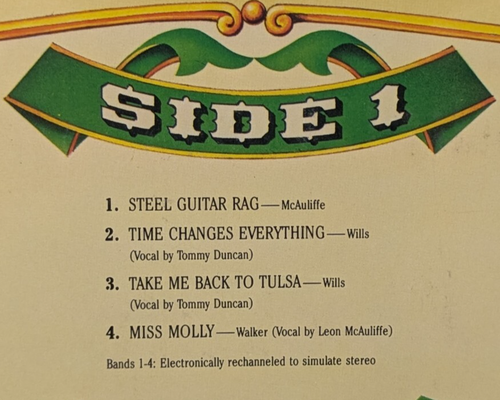 SIDE 1
1. STEEL GUITAR RAG—McAuliffe
2. TIME CHANGES EVERYTHING—Wills
(Vocal by Tommy Duncan)
3. TAKE ME BACK TO TULSA—Wills
(Vocal by Tommy Duncan)
4. MISS MOLLY—Walker (Vocal by Leon McAuliffe)
Bands 1-4: Electronically rechanneled to simulate stereo